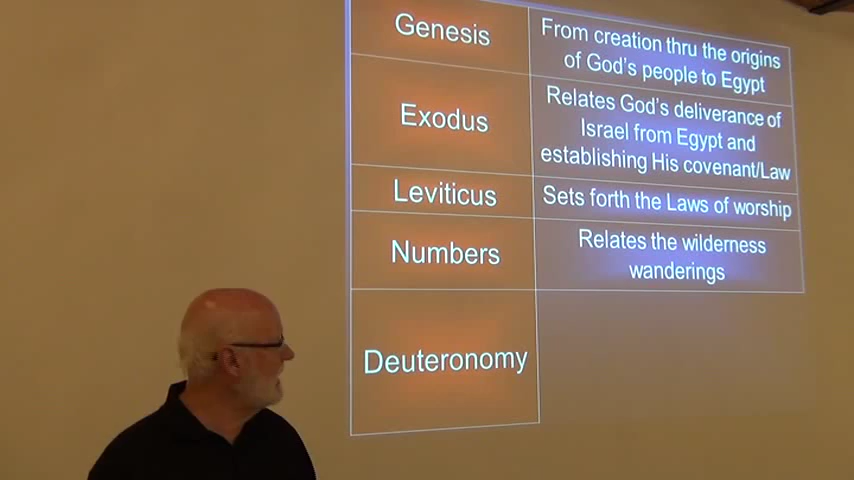 Genesis
From creation thru the origins
of God's people to Egypt
Exodus
Relates God's deliverance of
Israel from Egypt and
establishing His covenant/Law
Leviticus
Sets forth the Laws of worship
Numbers
Relates the wilderness
wanderings
Deuteronomy